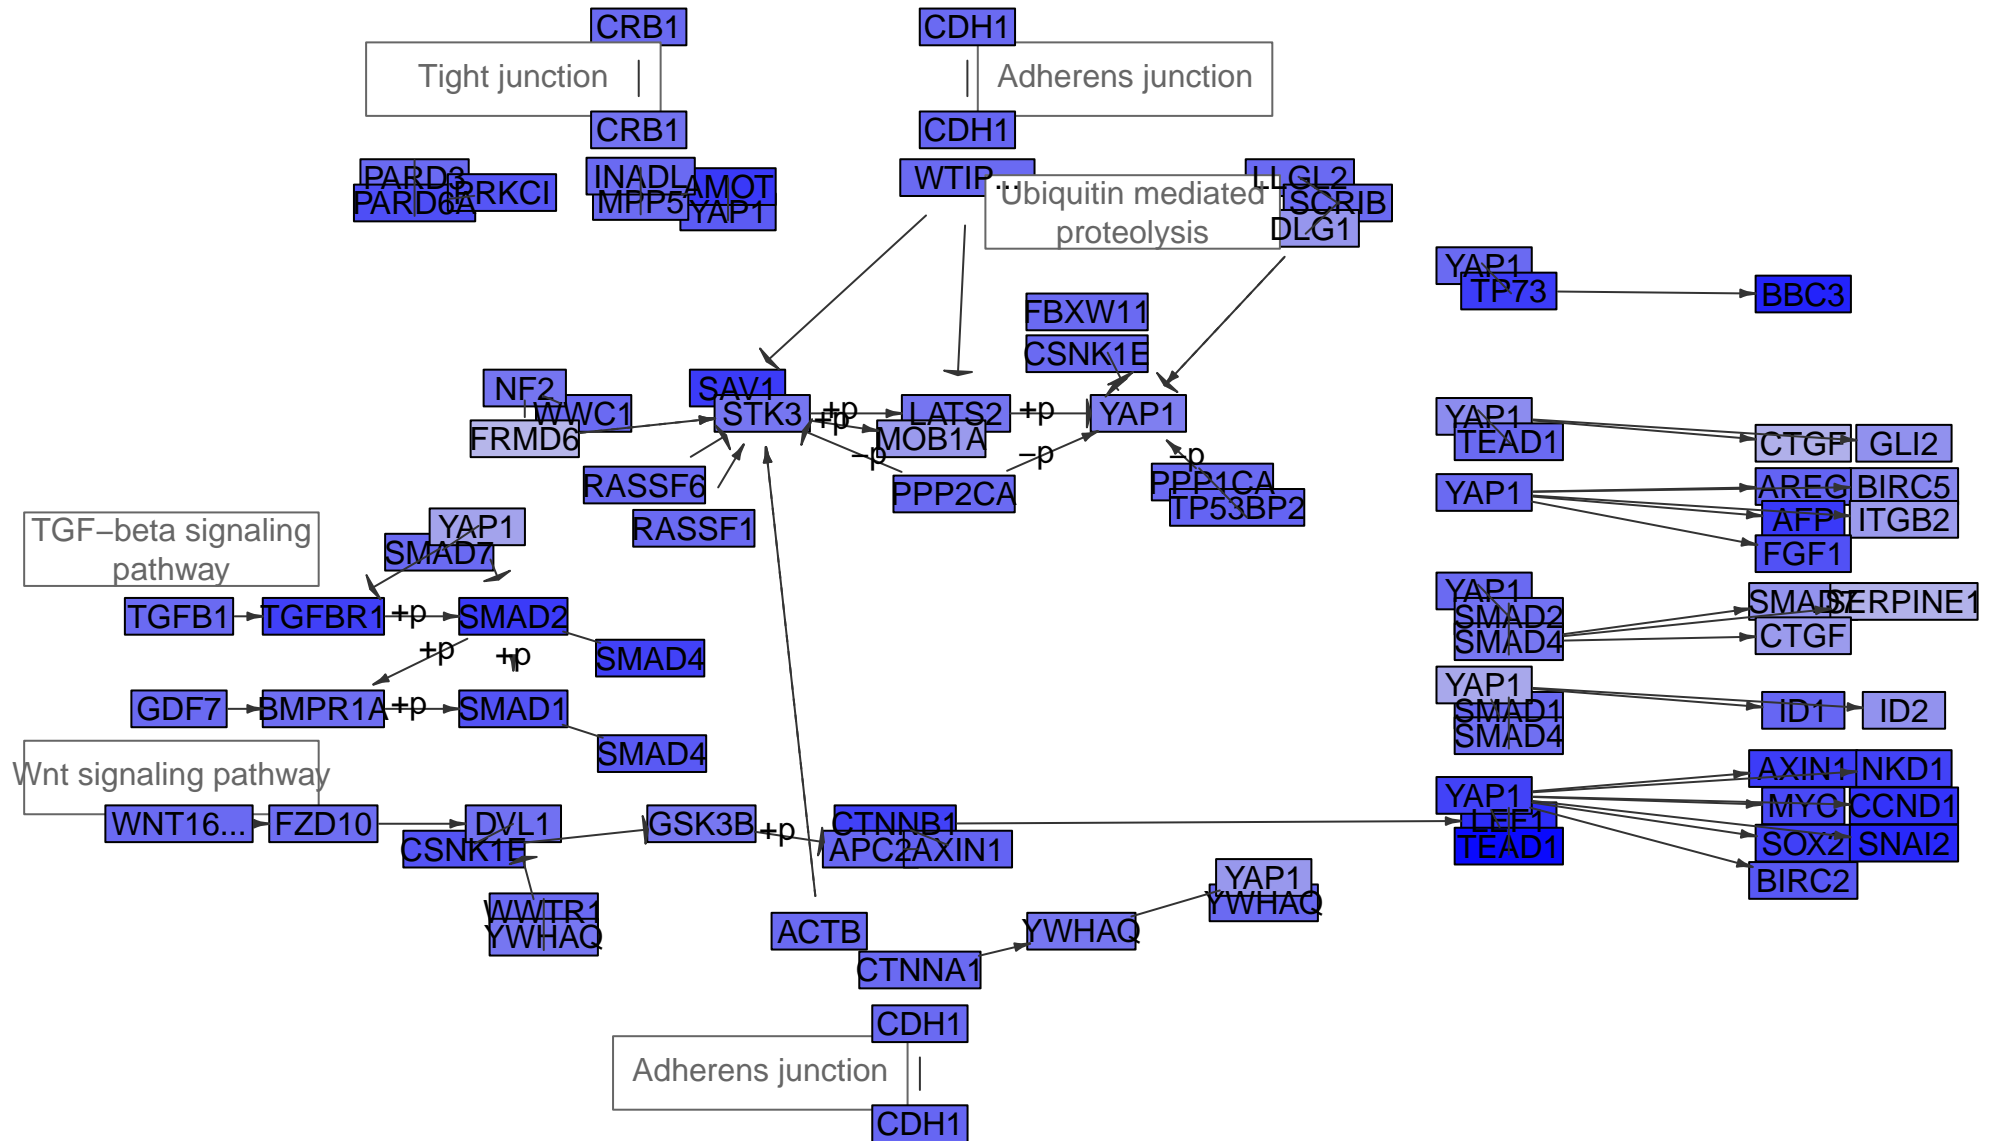 CRB1
CDH1
Tight junction
Adherens junction
CRB1
CDH1
PARD3
PARD6A
PRKCI
INADL
MPP5
AMOT
YAP1
WTIP...
Ubiquitin mediated
proteolysis
LLGL2
SCRIB
DLG1
YAP1
TP73
BBC3
FBXW11
CSNK1E
NF2
WWC1
FRMD6
SAV1
STK3
+p
+p
LATS2
MOB1A
+p
YAP1
−p
−p
−p
RASSF6
RASSF1
PPP2CA
PPP1CA
TP53BP2
YAP1
TEAD1
CTGF
GLI2
YAP1
AREG
BIRC5
AFP
ITGB2
FGF1
TGF−beta signaling
pathway
YAP1
SMAD7
TGFB1
TGFBR1
+p
SMAD2
SMAD4
+p
+p
GDF7
BMPR1A
+p
SMAD1
SMAD4
YAP1
SMAD2
SMAD4
SMAD7
SERPINE1
CTGF
YAP1
SMAD1
SMAD4
ID1
ID2
Wnt signaling pathway
WNT16...
FZD10
DVL1
CSNK1E
GSK3B
+p
CTNNB1
APC2
AXIN1
YAP1
LEF1
TEAD1
AXIN1
NKD1
MYC
CCND1
SOX2
SNAI2
BIRC2
WWTR1
YWHAQ
ACTB
CTNNA1
YWHAQ
YAP1
YWHAQ
CDH1
Adherens junction
CDH1